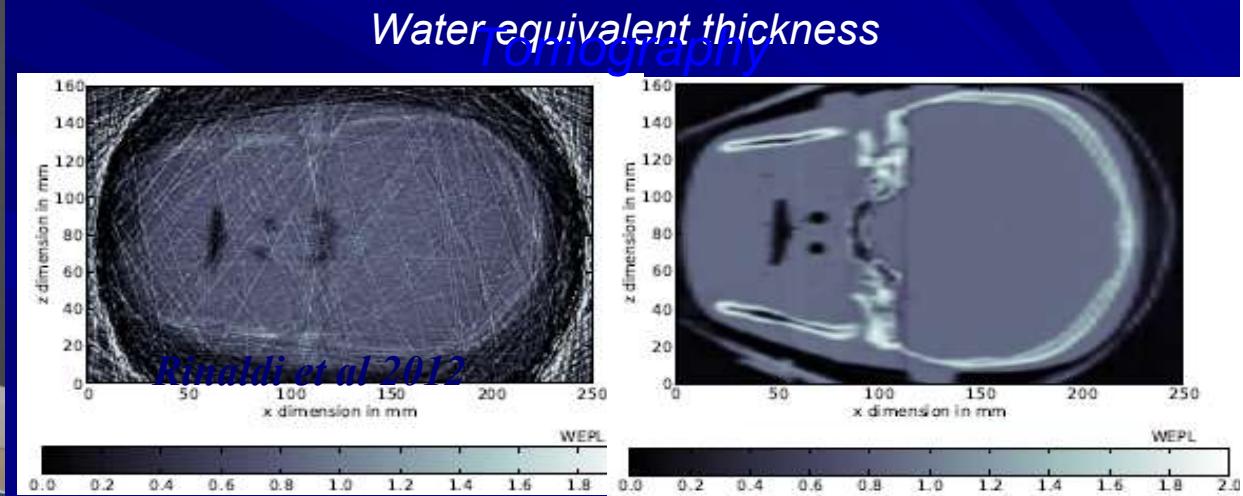 Water equivalent thickness
Tomography
160
140
120
100
80
60
40
20
0
z dimension in mm
0 50 100 150 200 250
x dimension in mm
Rinaldi et al 2012
WEPL
0.0 0.2 0.4 0.6 0.8 1.0 1.2 1.4 1.6 1.8
160
140
120
100
80
60
40
20
0
z dimension in mm
0 50 100 150 200 250
x dimension in mm
WEPL
0.0 0.2 0.4 0.6 0.8 1.0 1.2 1.4 1.6 1.8 2.0